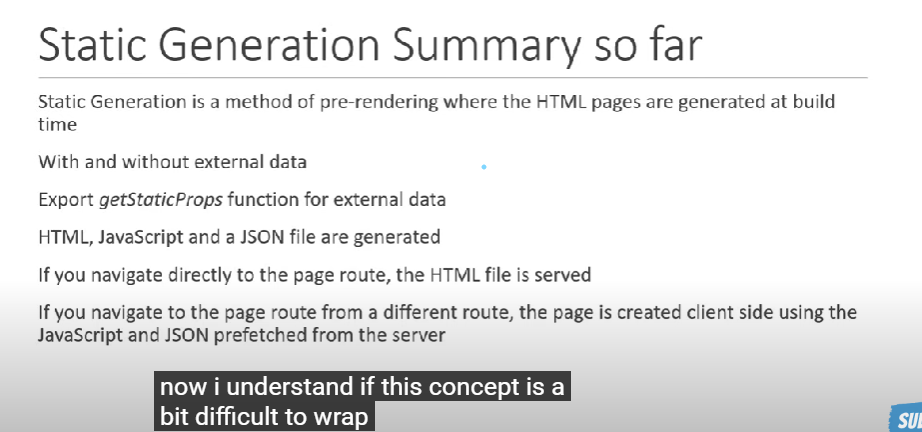 Static Generation Summary so far
Static Generation is a method of pre-rendering where the HTML pages are generated at build
time
With and without external data
Export getStaticProps function for external data
HTML, JavaScript and a JSON file are generated
If you navigate directly to the page route, the HTML file is served
If you navigate to the page route from a different route, the page is created client side using the
JavaScript and JSON prefetched from the server
now i understand if this concept is a
bit difficult to wrap